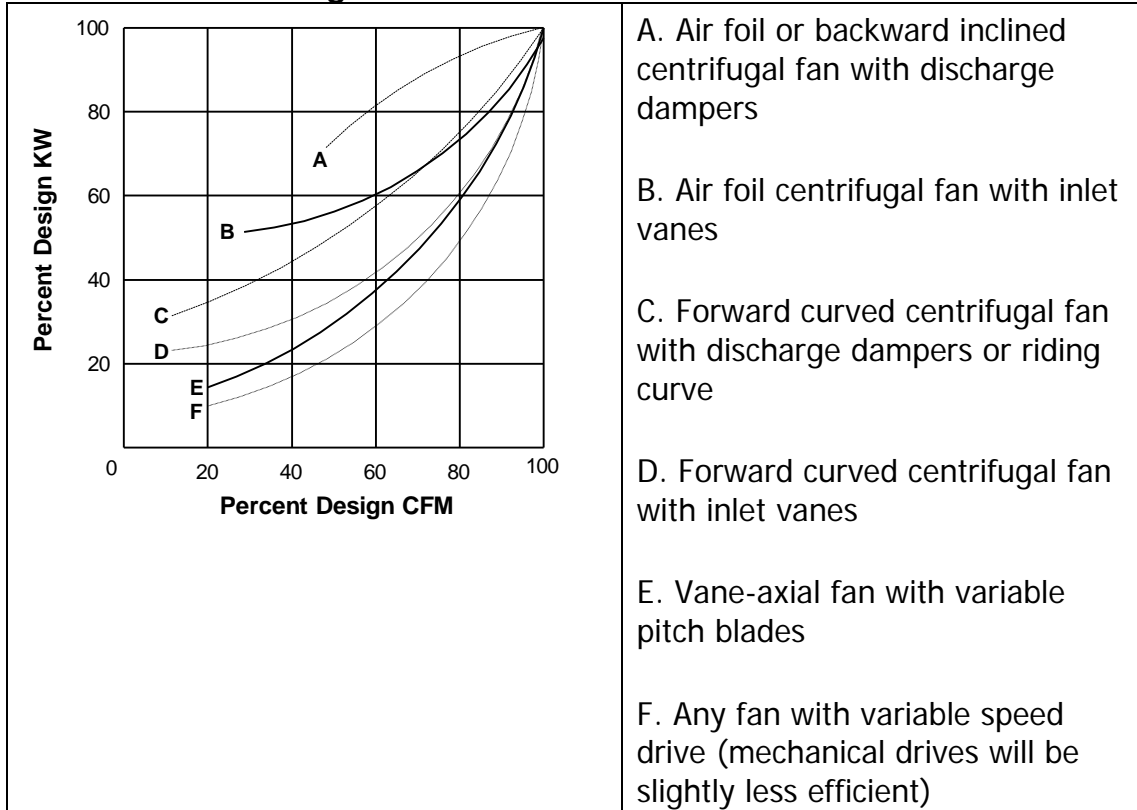 100
80
60
40
20
0
20
40
60
80
100
Percent Design KW
Percent Design CFM
A
B
C
D
E
F
A. Air foil or backward inclined
centrifugal fan with discharge
dampers
B. Air foil centrifugal fan with inlet
vanes
C. Forward curved centrifugal fan
with discharge dampers or riding
curve
D. Forward curved centrifugal fan
with inlet vanes
E. Vane-axial fan with variable
pitch blades
F. Any fan with variable speed
drive (mechanical drives will be
slightly less efficient)